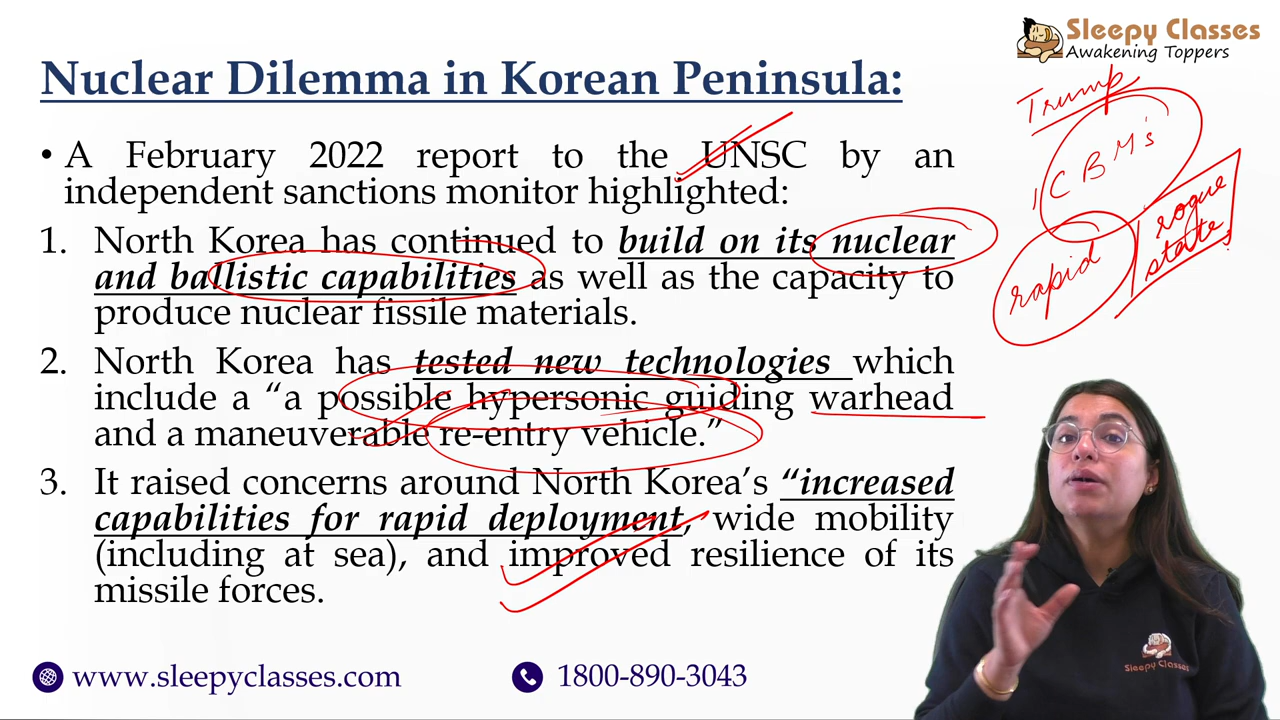 Sleepy Classes
Awakening Toppers
Nuclear Dilemma in Korean Peninsula:
Trump
ICBM's
rapid
rogue
state
• A February 2022 report to the UNSC by an
independent sanctions monitor highlighted:
1. North Korea has continued to build on its nuclear
and ballistic capabilities as well as the capacity to
produce nuclear fissile materials.
2. North Korea has tested new technologies which
include a “a possible hypersonic guiding warhead
and a maneuverable re-entry vehicle.”
3. It raised concerns around North Korea’s “increased
capabilities for rapid deployment, wide mobility
(including at sea), and improved resilience of its
missile forces.
Sleepy Classes
www.sleepyclasses.com
1800-890-3043